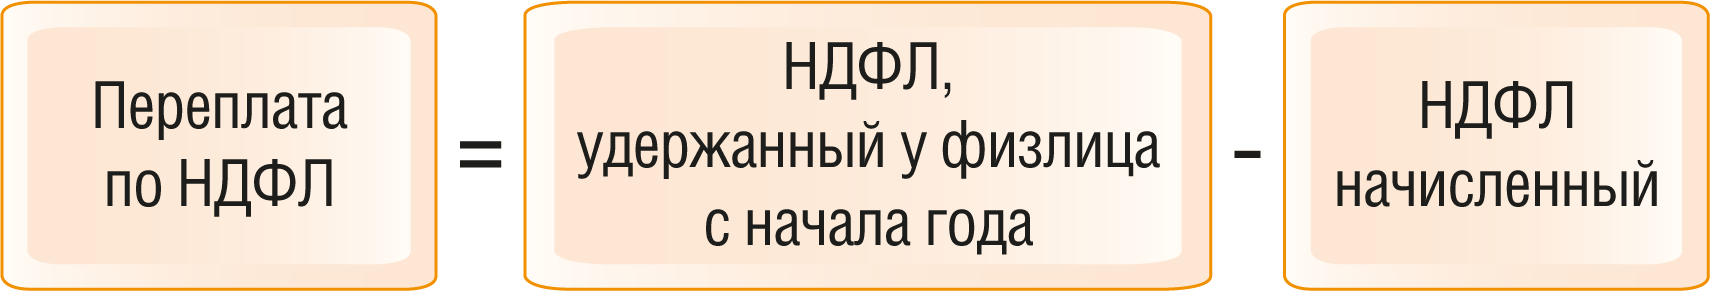 Переплата
по НДФЛ
=
НДФЛ,
удержанный у физлица
с начала года
-
НДФЛ
начисленный